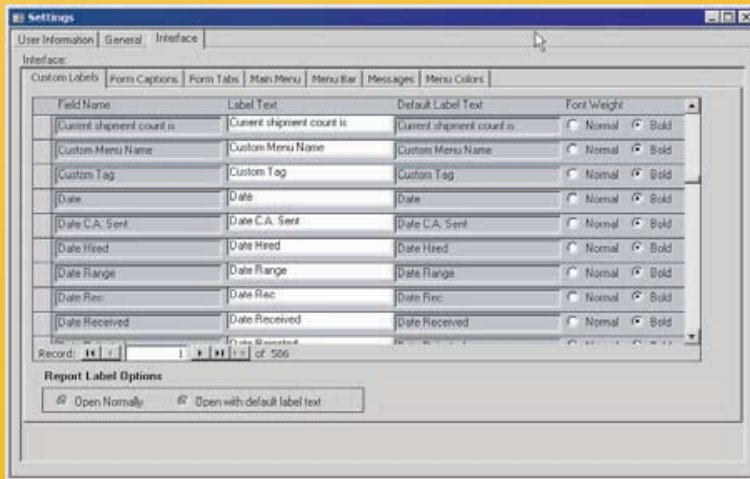 Settings
User Information General Interface
Interface:
Custom Labels Form Captions Form Tabs Main Menu Menu Bar Messages Menu Colors
Field Name Label Text Default Label Text Font Weight
Current shipment count is Current shipment count is Current shipment count is Normal Bold
Custom Menu Name Custom Menu Name Custom Menu Name Normal Bold
Custom Tag Custom Tag Custom Tag Normal Bold
Date Date Date Normal Bold
Date C.A. Sent Date C.A. Sent Date C.A. Sent Normal Bold
Date Hired Date Hired Date Hired Normal Bold
Date Range Date Range Date Range Normal Bold
Date Rec Date Rec Date Rec Normal Bold
Date Received Date Received Date Received Normal Bold
Record: 1 of 586
Report Label Options
Open Normally Open with default label text